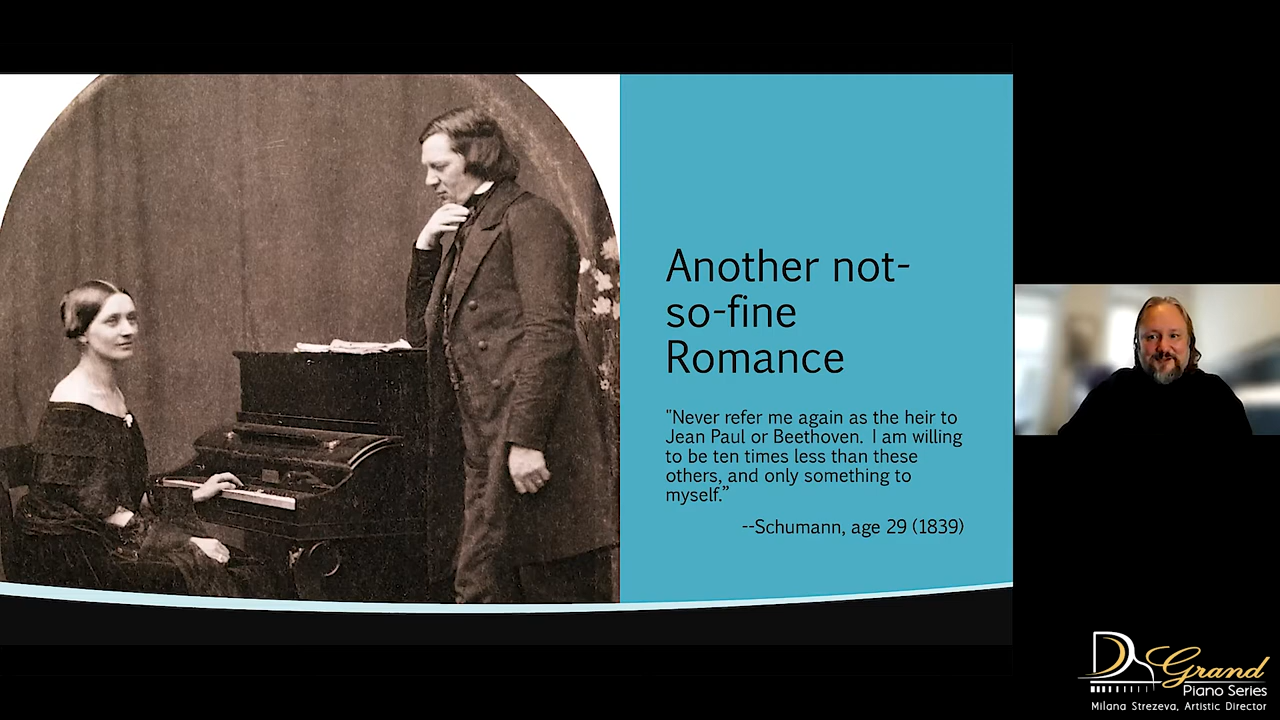 Another not-
so-fine
Romance
"Never refer me again as the heir to
Jean Paul or Beethoven.  I am willing
to be ten times less than these
others, and only something to
myself."
--Schumann, age 29 (1839)
Grand
Piano Series
Milana Strezeva, Artistic Director